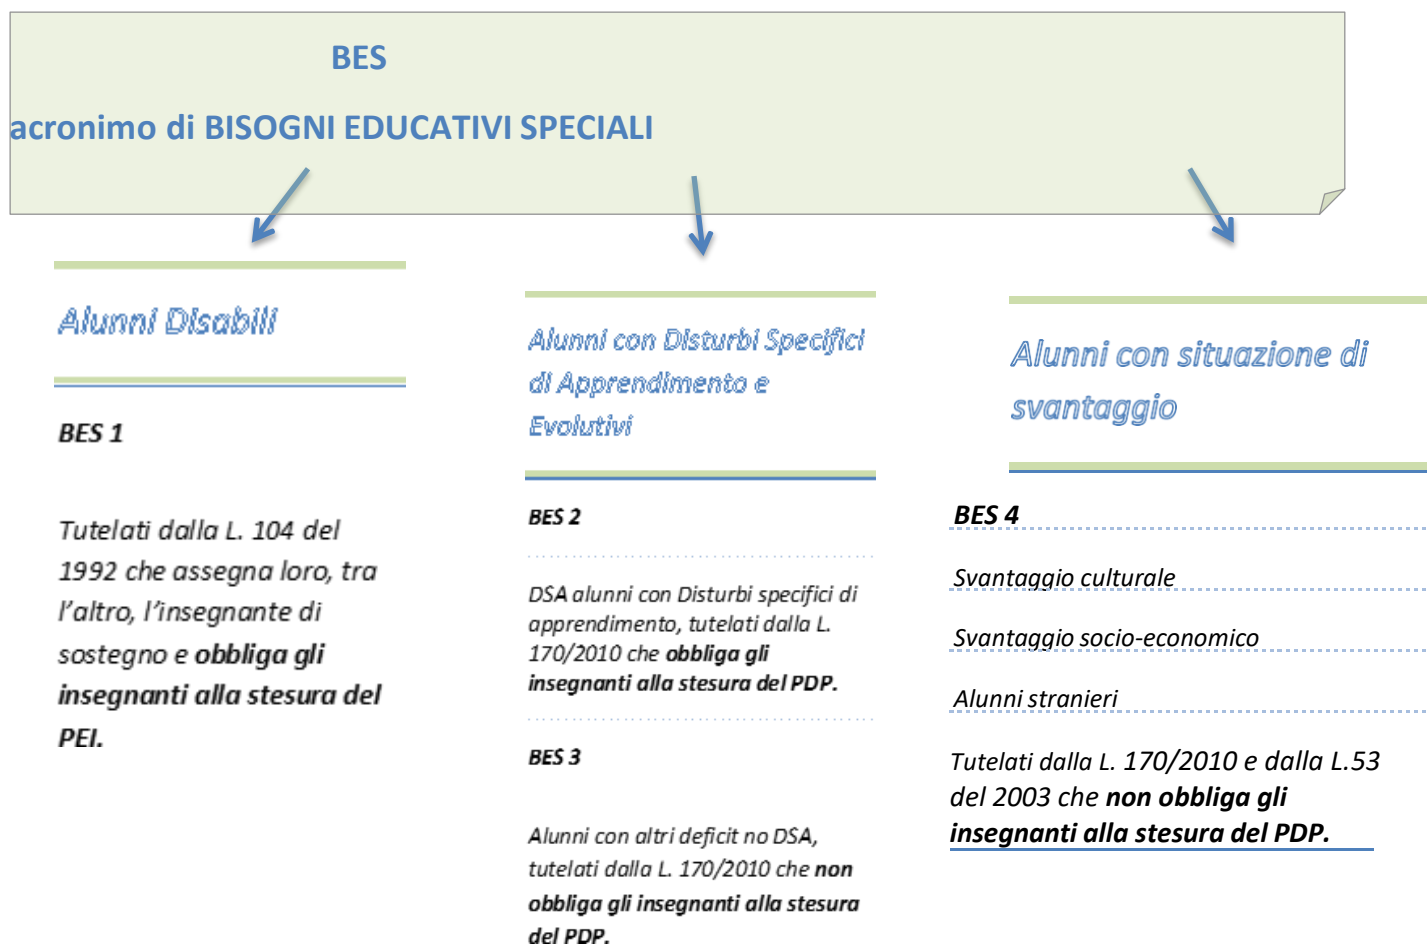 BES
acronimo di BISOGNI EDUCATIVI SPECIALI
Alunni Disabili
BES 1
Tutelati dalla L. 104 del
1992 che assegna loro, tra
l’altro, l’insegnante di
sostegno e obbliga gli
insegnanti alla stesura del
PEI.
Alunni con Disturbi Specifici
di Apprendimento e
Evolutivi
BES 2
DSA alunni con Disturbi specifici di
apprendimento, tutelati dalla L.
170/2010 che obbliga gli
insegnanti alla stesura del PDP.
BES 3
Alunni con altri deficit no DSA,
tutelati dalla L. 170/2010 che non
obbliga gli insegnanti alla stesura
del PDP.
Alunni con situazione di
svantaggio
BES 4
Svantaggio culturale
Svantaggio socio-economico
Alunni stranieri
Tutelati dalla L. 170/2010 e dalla L.53
del 2003 che non obbliga gli
insegnanti alla stesura del PDP.